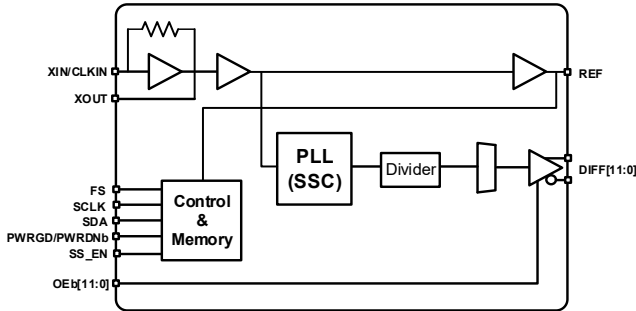 XIN/CLKIN
XOUT
REF
PLL
(SSC)
Divider
DIFF[11:0]
FS
SCLK
SDA
PWRGD/PWRDNb
SS_EN
Control
&
Memory
OEb[11:0]